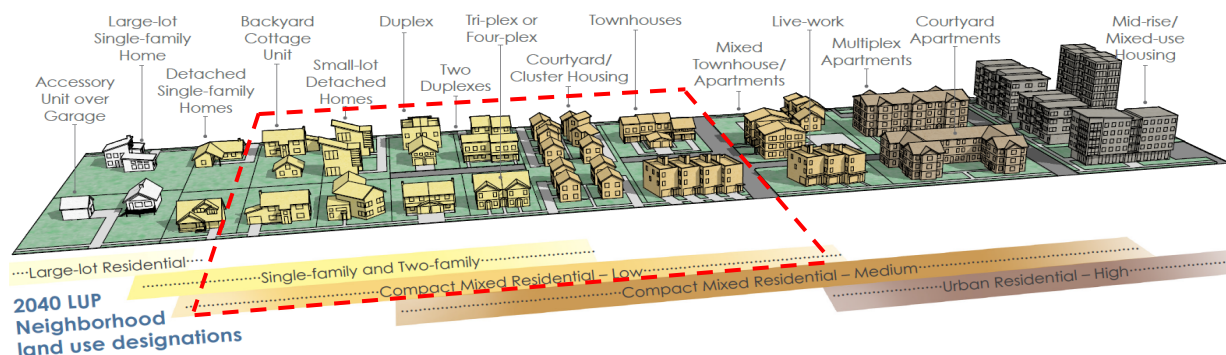 Accessory
Unit over
Garage
Large-lot
Single-family
Home
Detached
Single-family
Homes
Backyard
Cottage
Unit
Small-lot
Detached
Homes
Duplex
Two
Duplexes
Tri-plex or
Four-plex
Courtyard/
Cluster Housing
Townhouses
Mixed
Townhouse/
Apartments
Live-work
Multiplex
Apartments
Courtyard
Apartments
Mid-rise/
Mixed-use
Housing
Large-lot Residential
Single-family and Two-family
Compact Mixed Residential – Low
Compact Mixed Residential – Medium
Urban Residential – High
2040 LUP
Neighborhood
land use designations